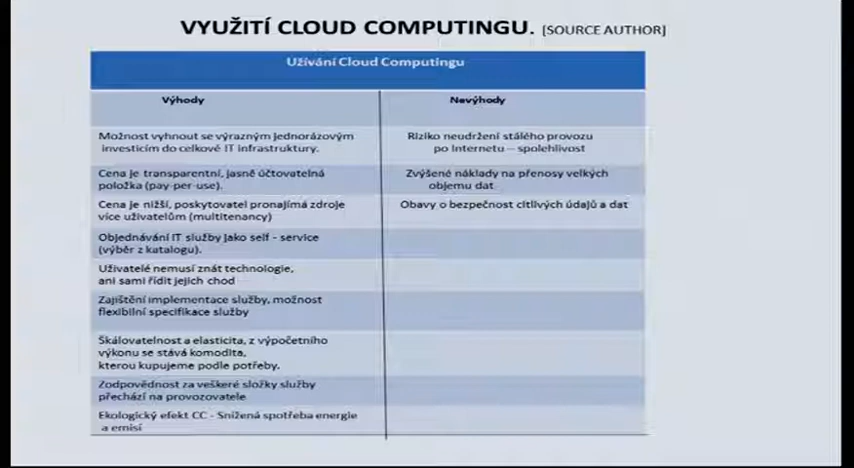 VYUŽITÍ CLOUD COMPUTINGU. [SOURCE AUTHOR]
Užívání Cloud Computingu
Výhody
Nevýhody
Možnost vyhnout se výrazným jednorázovým
investicím do celkové IT infrastruktury.
Riziko neudržení stálého provozu
po Internetu – spolehlivost
Cena je transparentní, jasně účtovatelná
položka (pay-per-use).
Zvýšené náklady na přenosy velkých
objemu dat
Cena je nižší, poskytovatel pronajímá zdroje
více uživatelům (multitenancy)
Obavy o bezpečnost citlivých údajů a dat
Objednávání IT služby jako self - service
(výběr z katalogu).
Uživatelé nemusí znát technologie,
ani sami řídit jejich chod
Zajištění implementace služby, možnost
flexibilní specifikace služby
Škálovatelnost a elasticita, z výpočetního
výkonu se stává komodita,
kterou kupujeme podle potřeby.
Zodpovědnost za veškeré složky služby
přechází na provozovatele
Ekologický efekt CC - Snížená spotřeba energie
a emisí